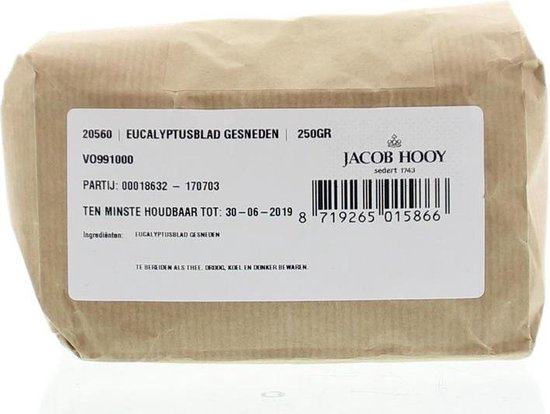 20560 | EUCALYPTUSBLAD GESNEDEN | 250GR
VO991000
PARTIJ: 00018632 – 170703
TEN MINSTE HOUDBAAR TOT: 30-06-2019
Ingrediënten: EUCALYPTUSBLAD GESNEDEN
TE BEREIDEN ALS THEE. DROOG, KOEL EN DONKER BEWAREN.
JACOB HOOY
sedert 1743
8 719265 015866